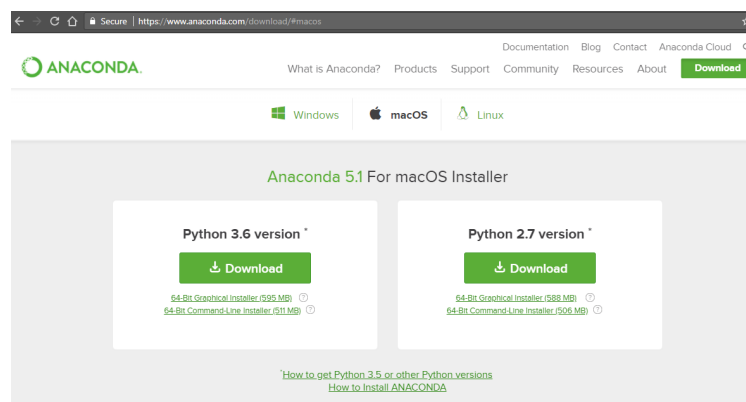 Secure | https://www.anaconda.com/download/#macos
Documentation Blog Contact Anaconda Cloud
ANACONDA.
What is Anaconda? Products Support Community Resources About Download
Windows macOS Linux
Anaconda 5.1 For macOS Installer
Python 3.6 version *
Download
64-Bit Graphical Installer (595 MB) ?
64-Bit Command-Line Installer (511 MB) ?
Python 2.7 version *
Download
64-Bit Graphical Installer (588 MB) ?
64-Bit Command-Line Installer (506 MB) ?
*How to get Python 3.5 or other Python versions
How to Install ANACONDA